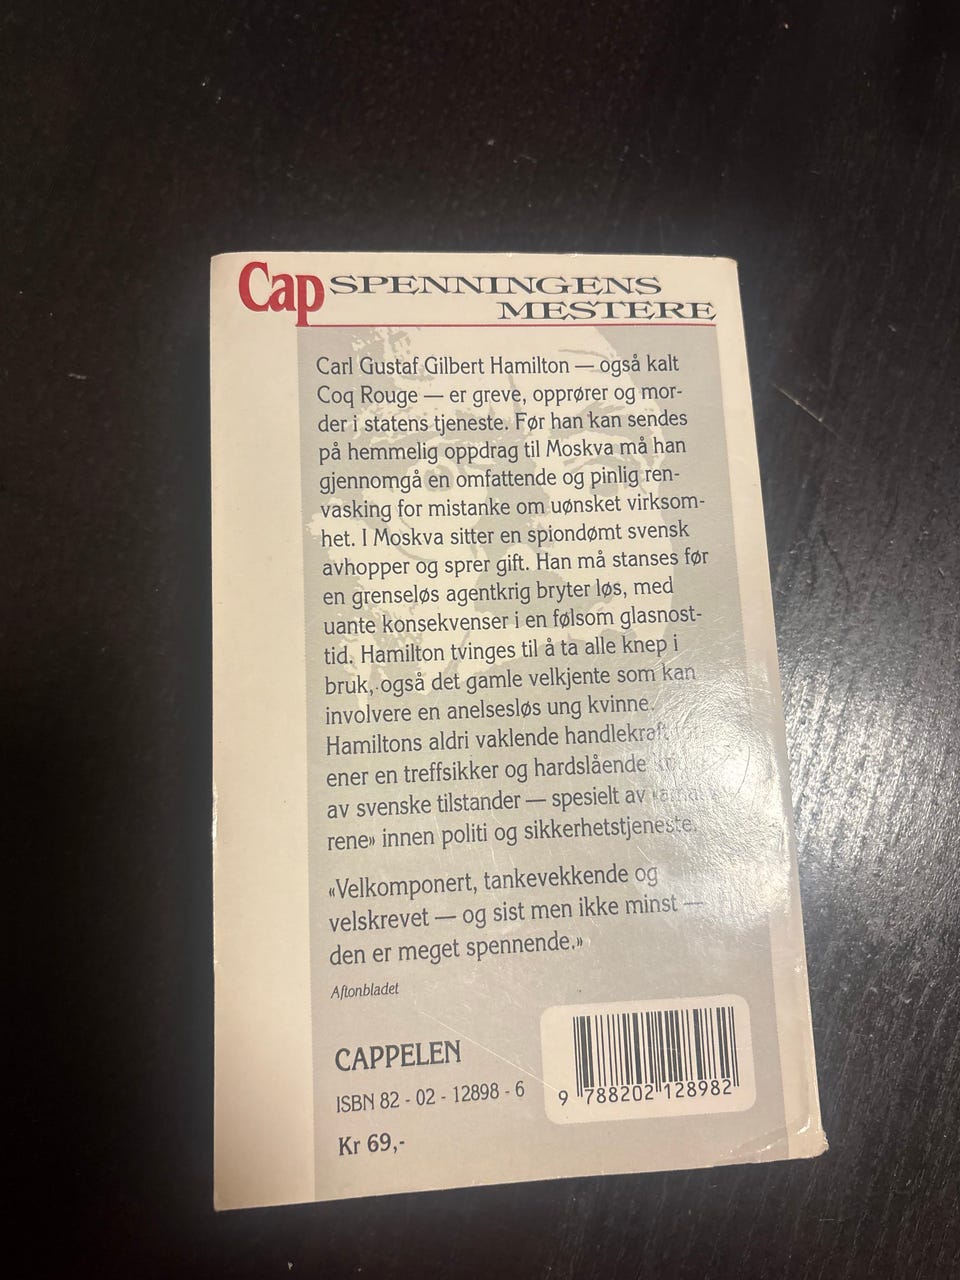 Cap SPENNINGENS
MESTERE
Carl Gustaf Gilbert Hamilton — også kalt
Coq Rouge — er greve, opprører og mor-
der i statens tjeneste. Før han kan sendes
på hemmelig oppdrag til Moskva må han
gjennomgå en omfattende og pinlig ren-
vasking for mistanke om uønsket virksom-
het. I Moskva sitter en spiondømt svensk
avhopper og sprer gift. Han må stanses før
en grenseløs agentkrig bryter løs, med
uante konsekvenser i en følsom glasnost-
tid. Hamilton tvinges til å ta alle knep i
bruk, også det gamle velkjente som kan
involvere en anelsesløs ung kvinne.
Hamiltons aldri vaklende handlekraft
ener en treffsikker og hardslående
av svenske tilstander — spesielt av
rene» innen politi og sikkerhetstjeneste.
«Velkomponert, tankevekkende og
velskrevet — og sist men ikke minst —
den er meget spennende.»
Aftonbladet
CAPPELEN
ISBN 82 - 02 - 12898 - 6
Kr 69,-
9 788202 128982